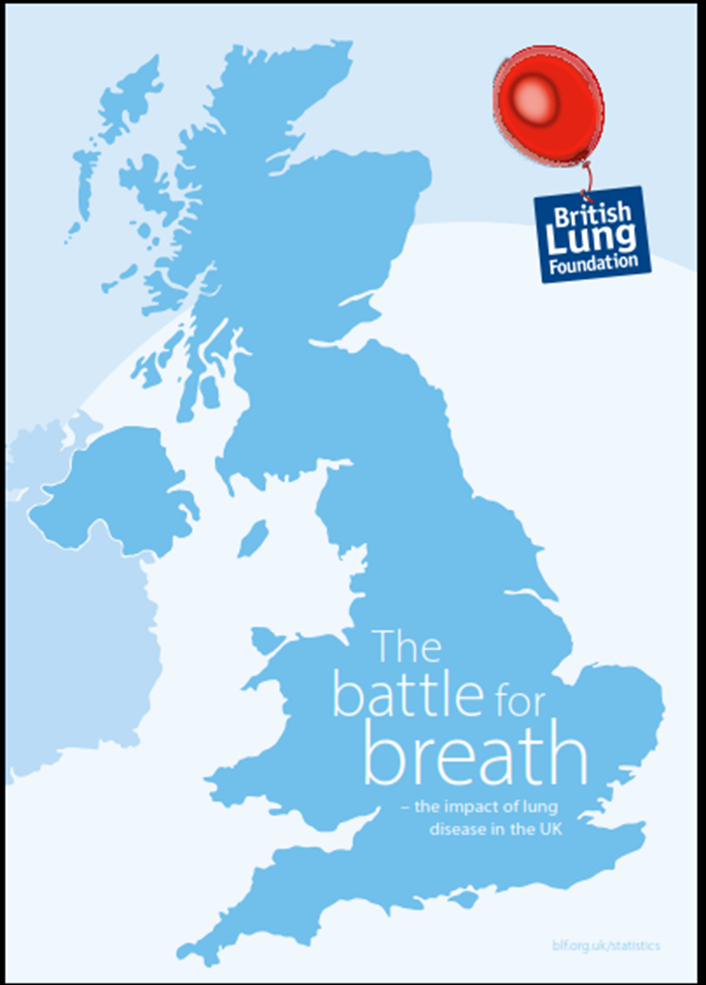 British
Lung
Foundation
The
battle for
breath
– the impact of lung
disease in the UK
blf.org.uk/statistics